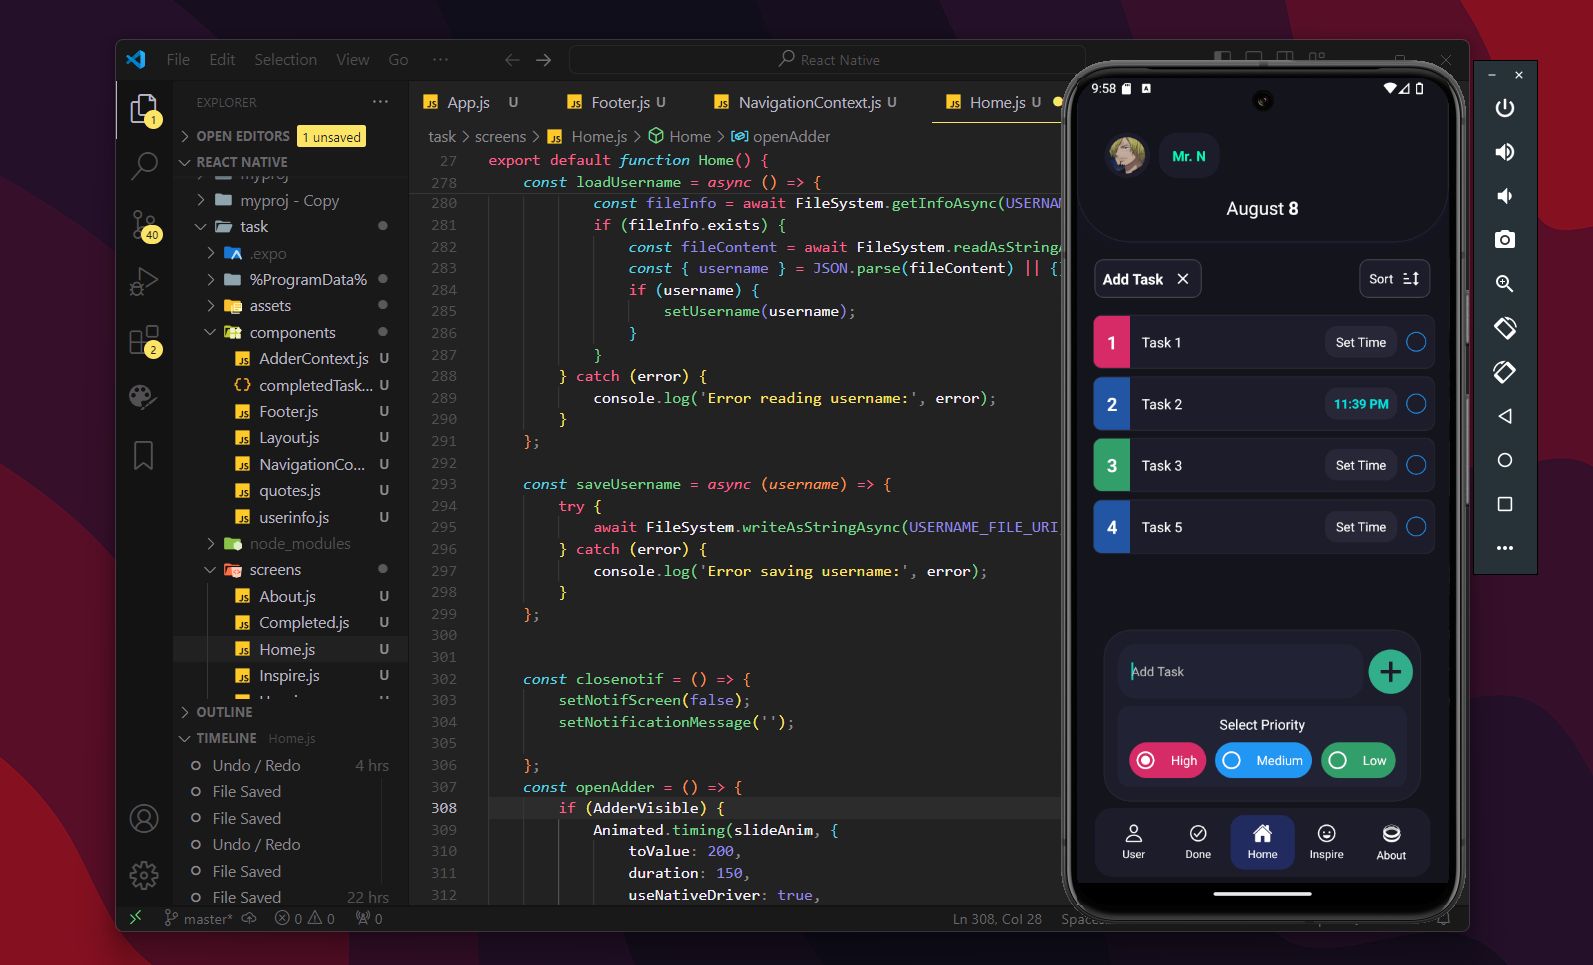 File Edit Selection View Go ···
React Native
EXPLORER ···
OPEN EDITORS 1 unsaved
REACT NATIVE
myproj
myproj - Copy
task
.expo
%ProgramData%
assets
components
AdderContext.js U
completedTask... U
Footer.js U
Layout.js U
NavigationCo... U
quotes.js U
userinfo.js U
node_modules
screens
About.js U
Completed.js U
Home.js U
Inspire.js U
OUTLINE
TIMELINE Home.js
Undo / Redo 4 hrs
File Saved
File Saved
Undo / Redo
File Saved
File Saved 22 hrs
1
40
2
App.js U Footer.js U NavigationContext.js U Home.js U
task > screens > JS Home.js > Home > openAdder
27 export default function Home() {
278 const loadUsername = async () => {
280 const fileInfo = await FileSystem.getInfoAsync(USERNAM
281 if (fileInfo.exists) {
282 const fileContent = await FileSystem.readAsStringA
283 const { username } = JSON.parse(fileContent) || {}
284 if (username) {
285 setUsername(username);
286 }
287 }
288 } catch (error) {
289 console.log('Error reading username:', error);
290 }
291 };
292
293 const saveUsername = async (username) => {
294 try {
295 await FileSystem.writeAsStringAsync(USERNAME_FILE_URI,
296 } catch (error) {
297 console.log('Error saving username:', error);
298 }
299 };
300
301
302 const closenotif = () => {
303 setNotifScreen(false);
304 setNotificationMessage('');
305
306 };
307 const openAdder = () => {
308 if (AdderVisible) {
309 Animated.timing(slideAnim, {
310 toValue: 200,
311 duration: 150,
312 useNativeDriver: true,
master* 0 0 0
Ln 308, Col 28
9:58
Mr. N
August 8
Add Task ✕
Sort
1 Task 1 Set Time
2 Task 2 11:39 PM
3 Task 3 Set Time
4 Task 5 Set Time
Add Task
Select Priority
High Medium Low
User Done Home Inspire About